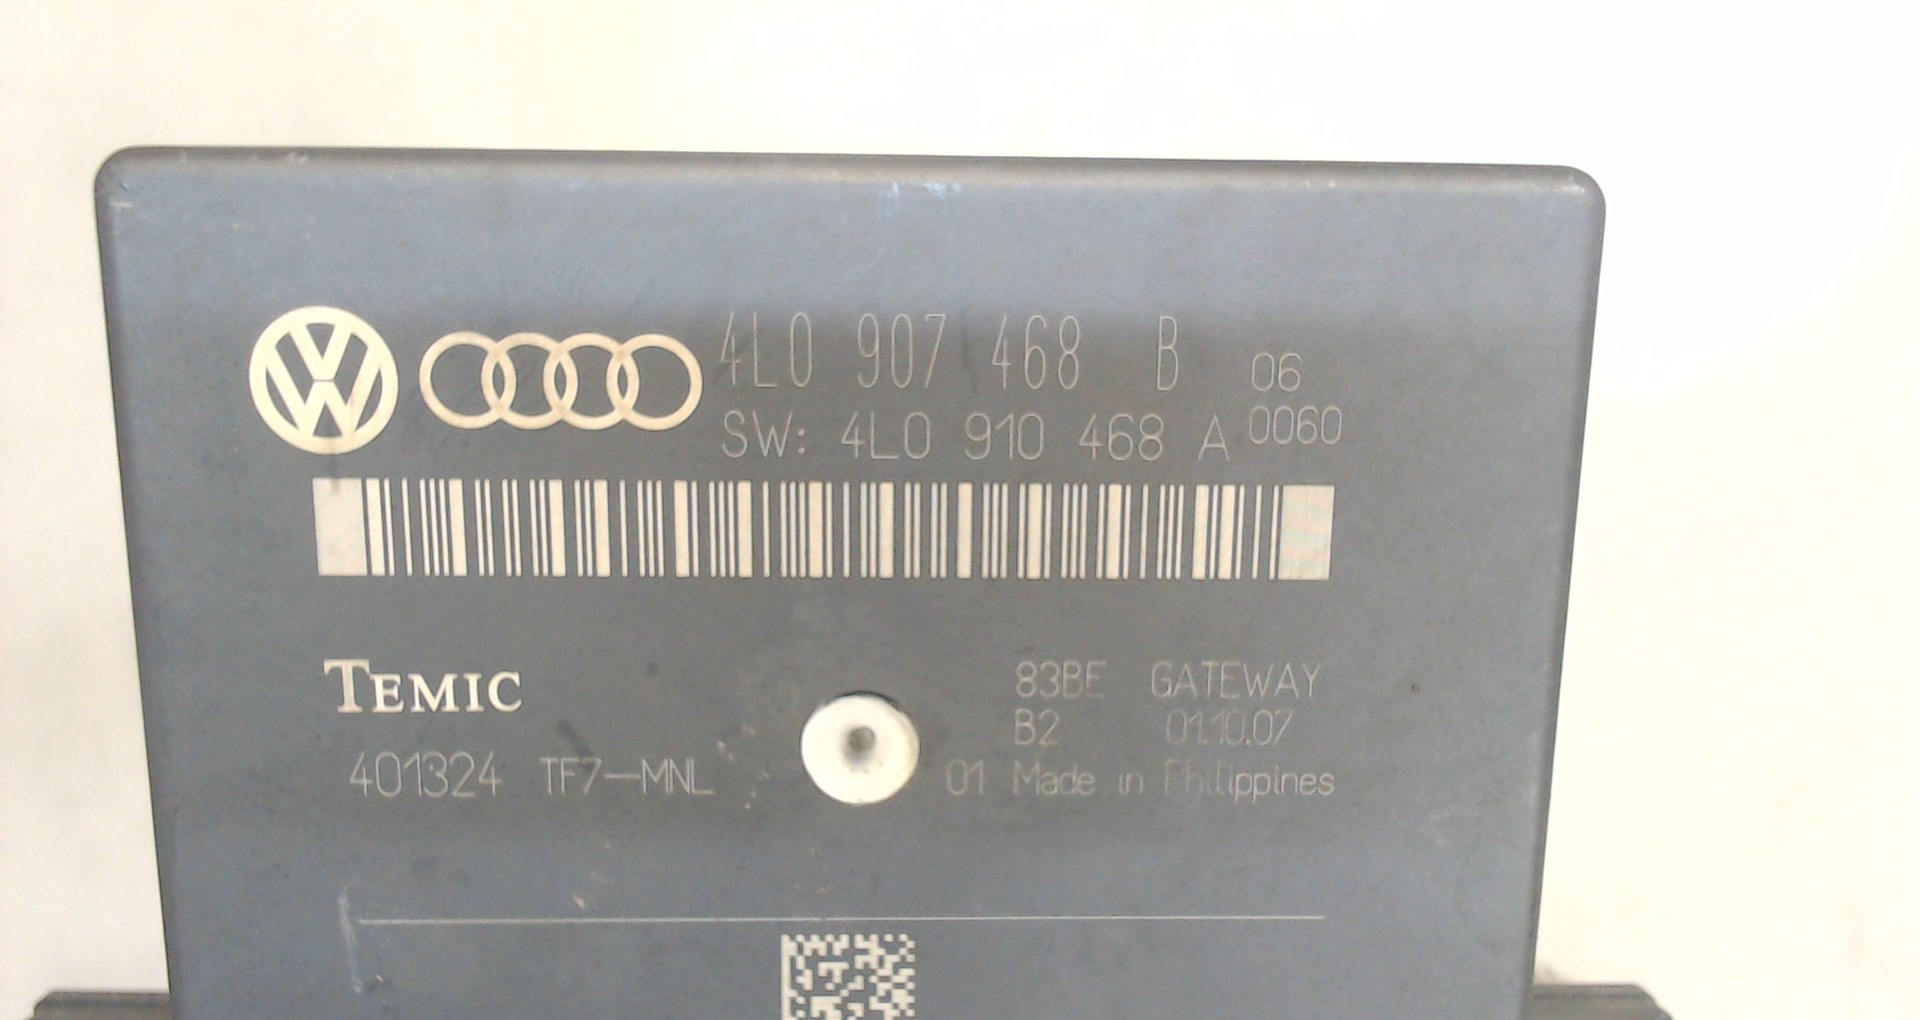 4L0 907 468 B 06
SW: 4L0 910 468 A 0060
TEMIC
83BE GATEWAY
B2 01.10.07
401324 TF7-MNL
01 Made in Philippines